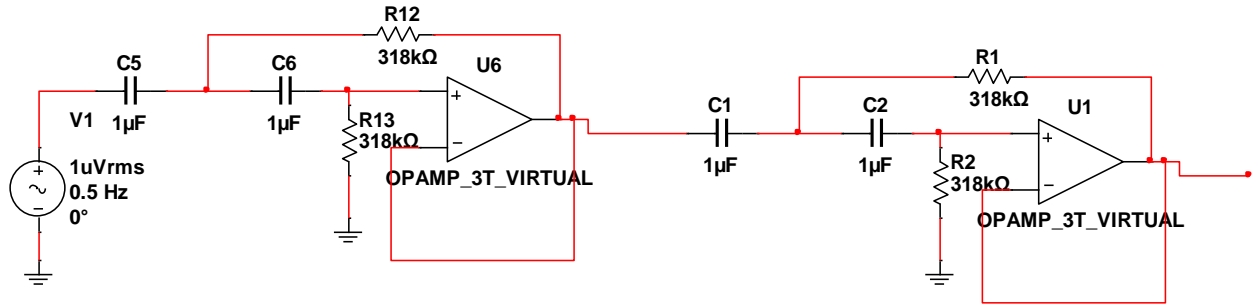 R12
318kΩ
C5
1µF
C6
1µF
U6
R13
318kΩ
OPAMP_3T_VIRTUAL
V1
1uVrms
0.5 Hz
0°
R1
318kΩ
C1
1µF
C2
1µF
U1
R2
318kΩ
OPAMP_3T_VIRTUAL